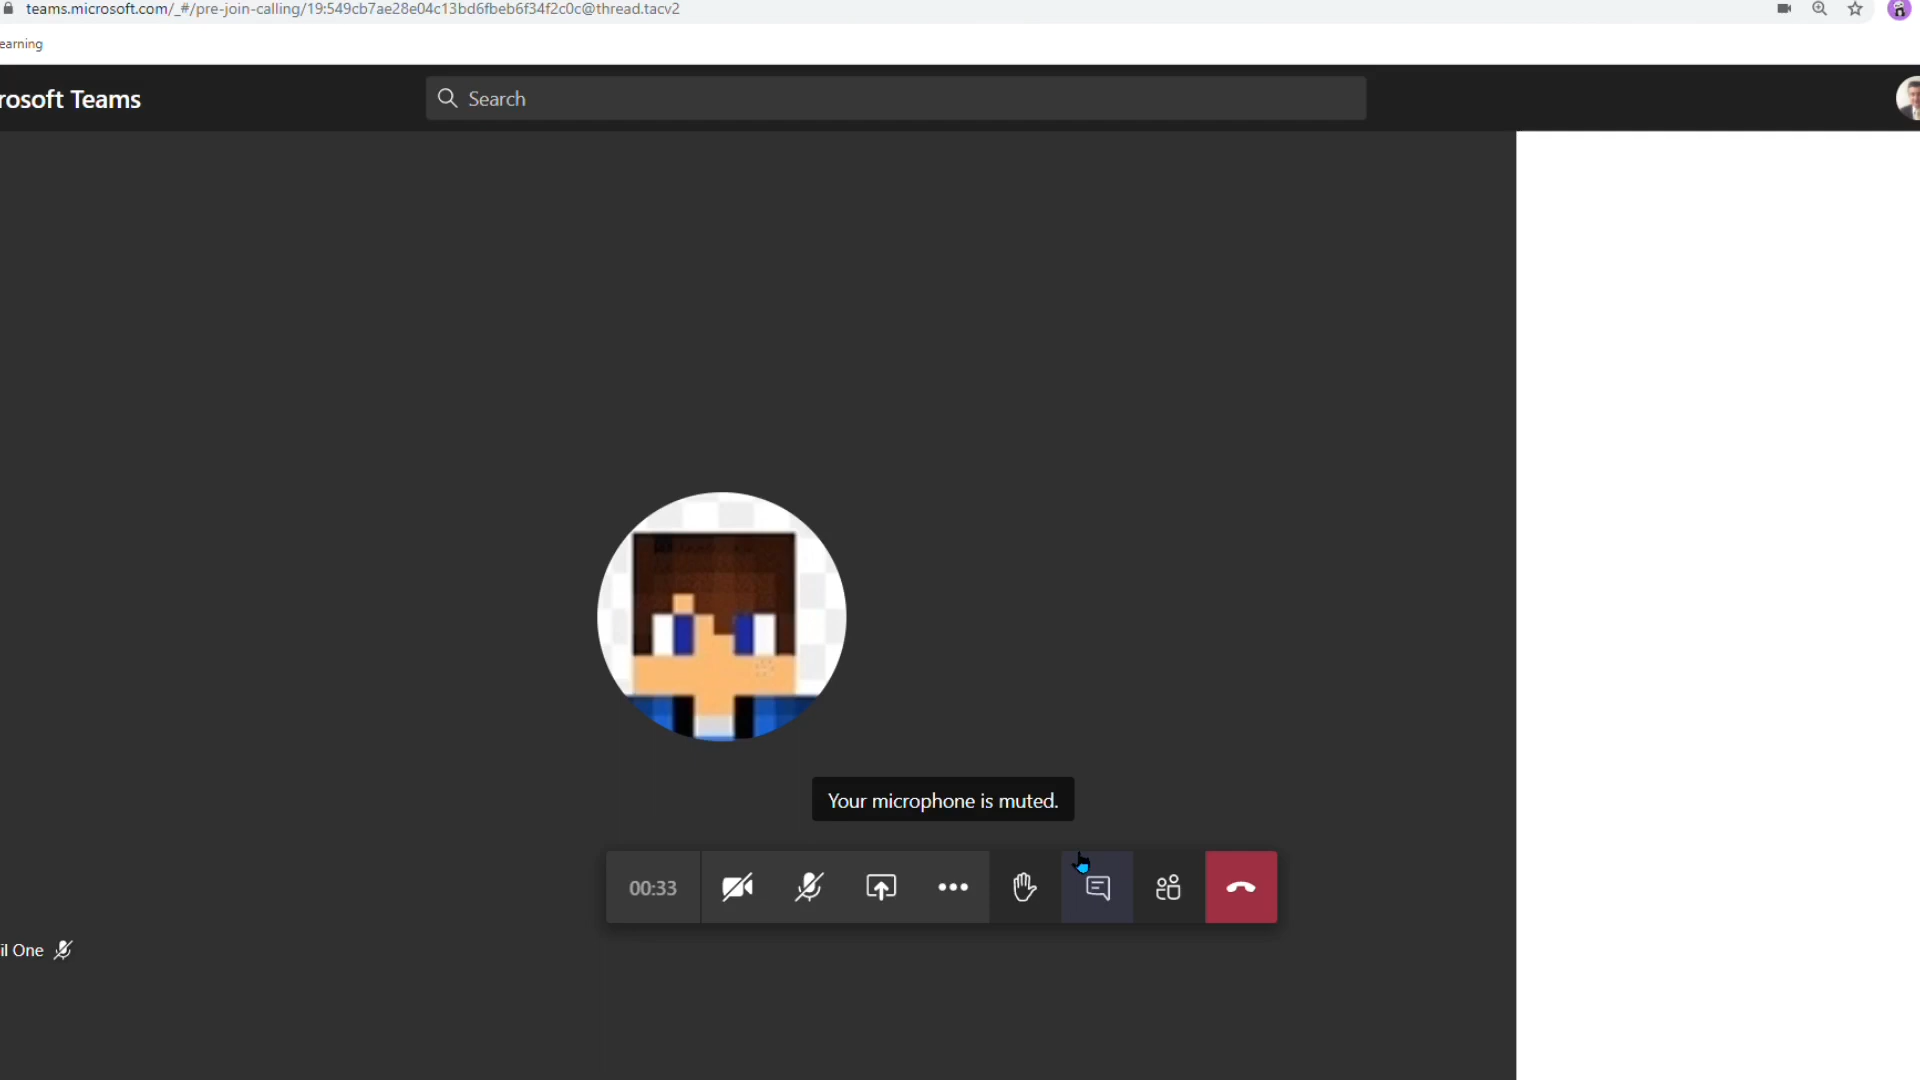 teams.microsoft.com/_#/pre-join-calling/19:549cb7ae28e04c13bd6fbeb6f34f2c0c@thread.tacv2
earning
rosoft Teams
Search
Your microphone is muted.
00:33
il One